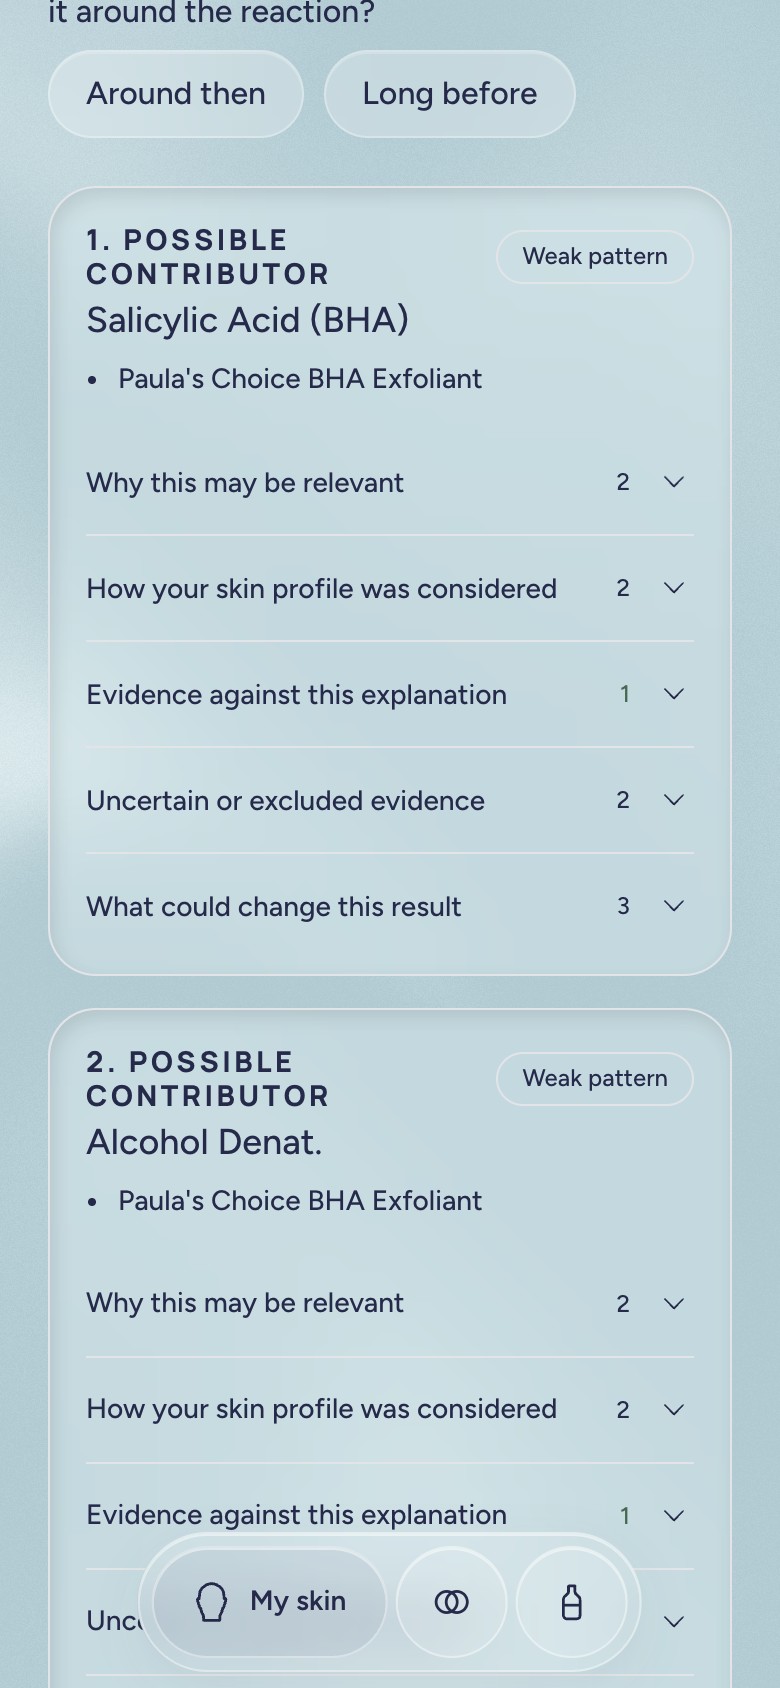 it around the reaction?
Around then
Long before
1. POSSIBLE
CONTRIBUTOR
Weak pattern
Salicylic Acid (BHA)
• Paula's Choice BHA Exfoliant
Why this may be relevant 2
How your skin profile was considered 2
Evidence against this explanation 1
Uncertain or excluded evidence 2
What could change this result 3
2. POSSIBLE
CONTRIBUTOR
Weak pattern
Alcohol Denat.
• Paula's Choice BHA Exfoliant
Why this may be relevant 2
How your skin profile was considered 2
Evidence against this explanation 1
My skin